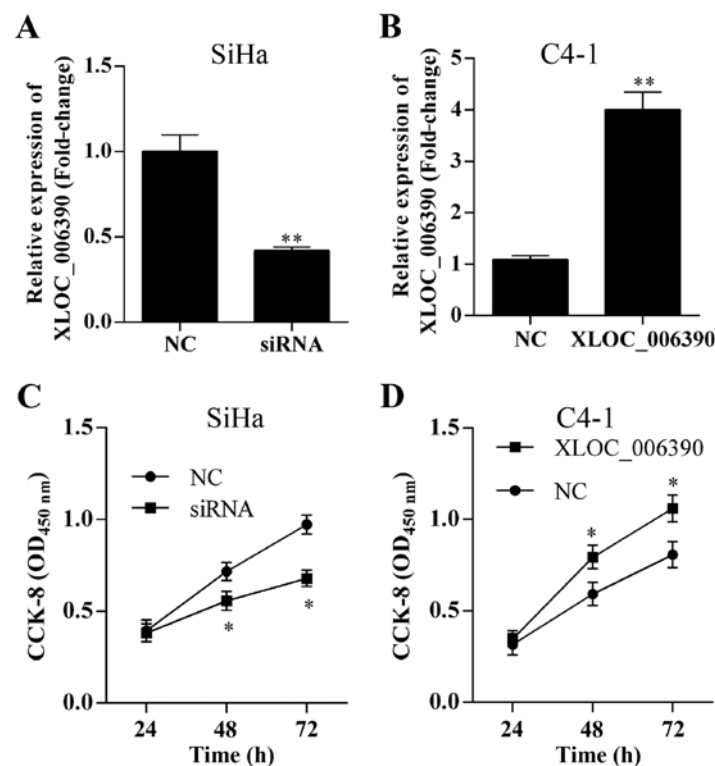 A
SiHa
Relative expression of
XLOC_006390 (Fold-change)
1.5
1.0
0.5
0.0
**
NC
siRNA
B
C4-1
Relative expression of
XLOC_006390 (Fold-change)
5
4
3
2
1
0
**
NC
XLOC_006390
C
SiHa
CCK-8 (OD450 nm)
1.5
1.0
0.5
0.0
NC
siRNA
*
*
24
48
72
Time (h)
D
C4-1
CCK-8 (OD450 nm)
1.5
1.0
0.5
0.0
XLOC_006390
NC
*
*
24
48
72
Time (h)